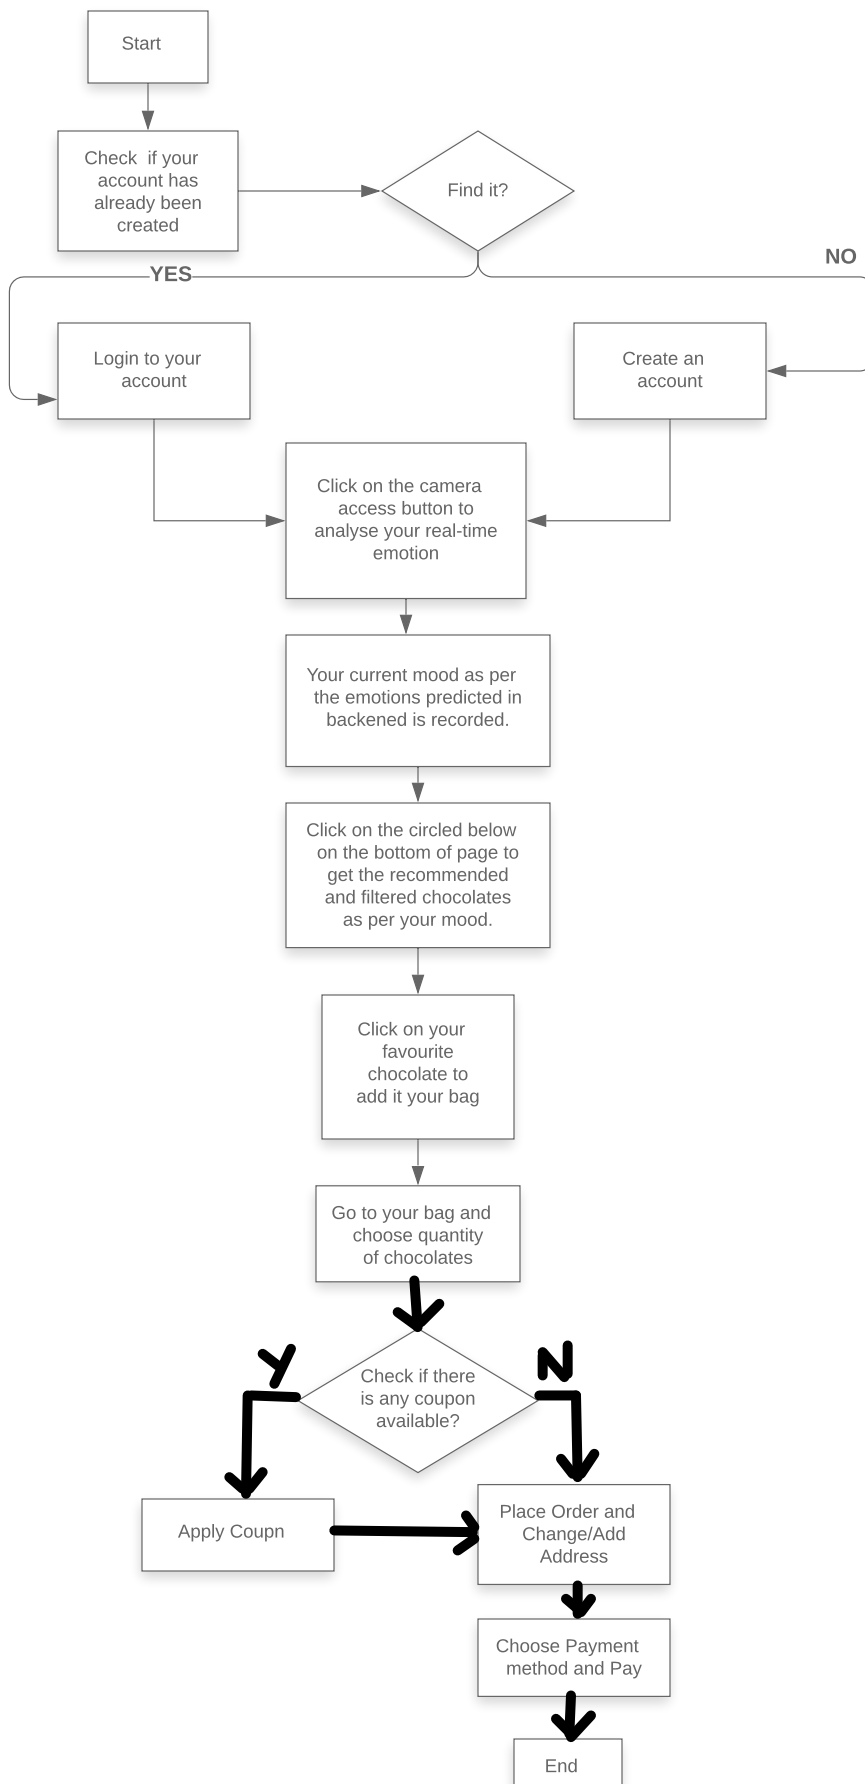 Start
Check if your
account has
already been
created
Find it?
YES
NO
Login to your
account
Create an
account
Click on the camera
access button to
analyse your real-time
emotion
Your current mood as per
the emotions predicted in
backened is recorded.
Click on the circled below
on the bottom of page to
get the recommended
and filtered chocolates
as per your mood.
Click on your
favourite
chocolate to
add it your bag
Go to your bag and
choose quantity
of chocolates
Y
N
Check if there
is any coupon
available?
Apply Coupn
Place Order and
Change/Add
Address
Choose Payment
method and Pay
End